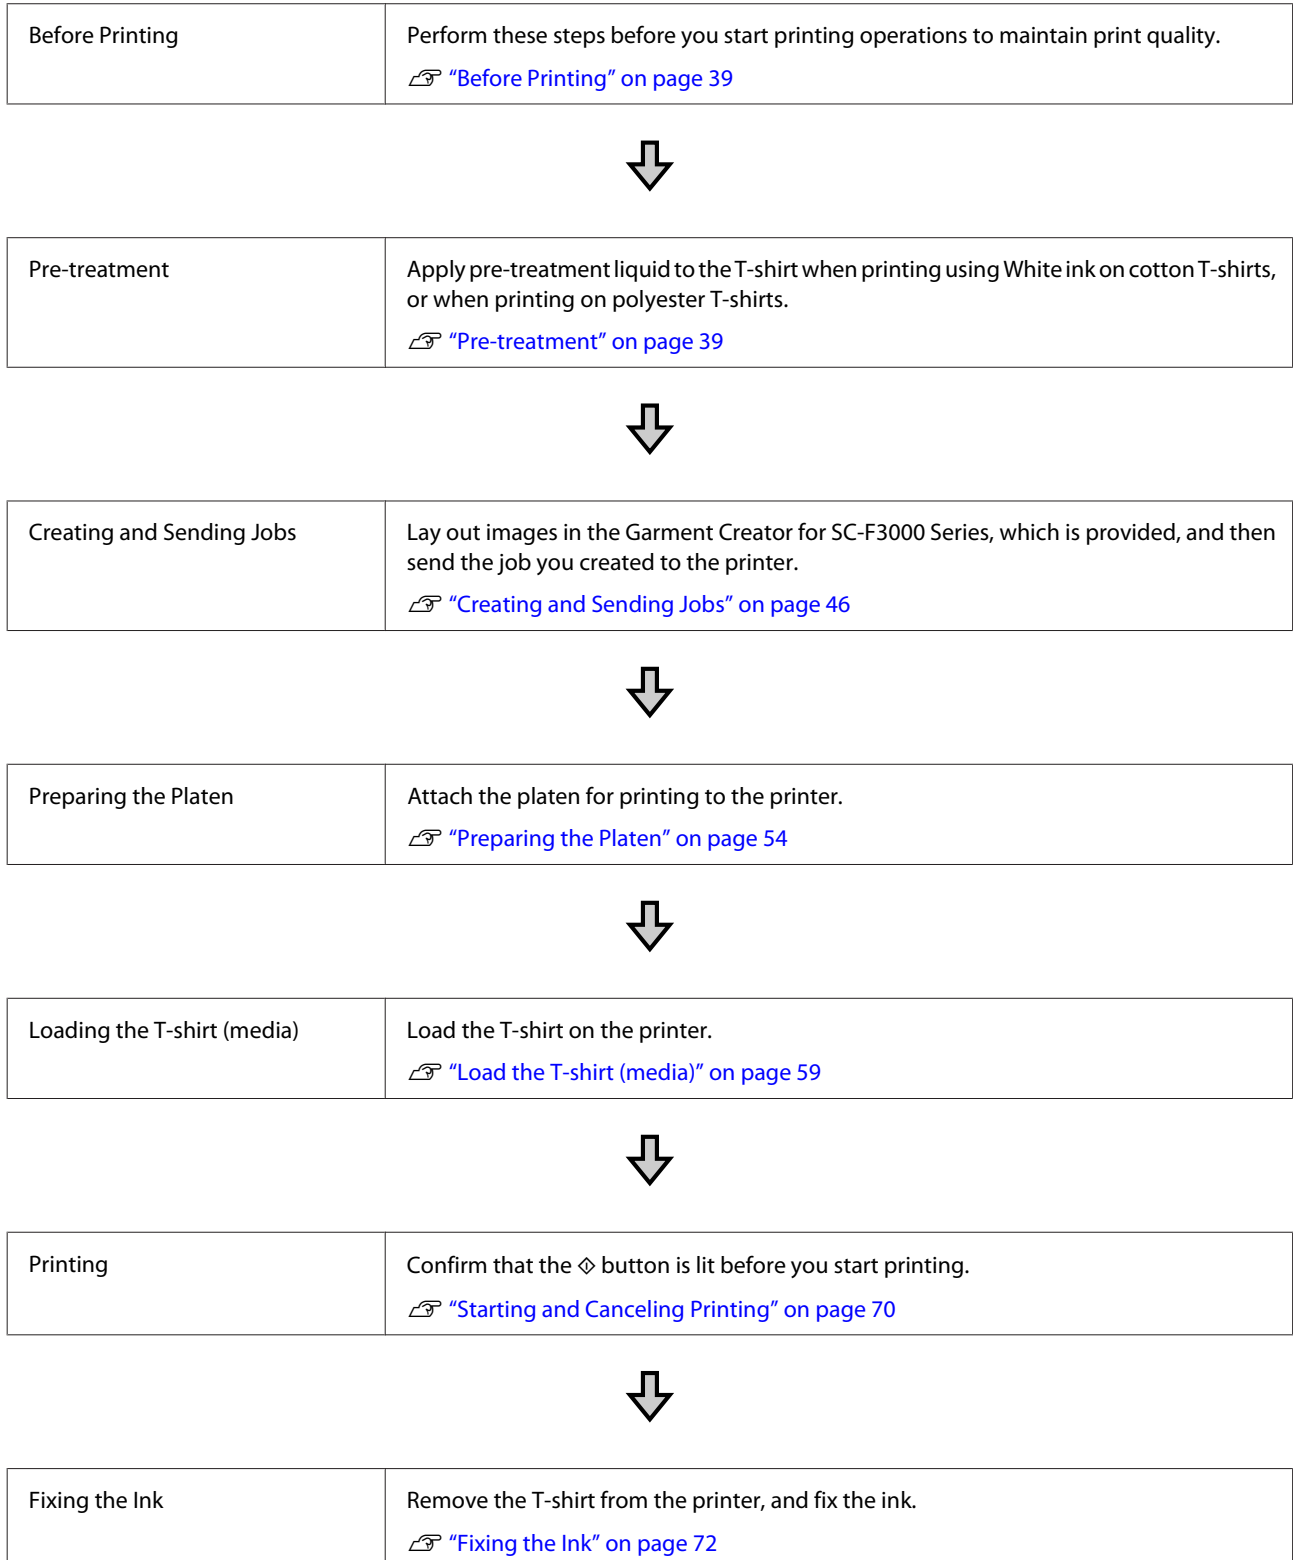 Before Printing
Perform these steps before you start printing operations to maintain print quality.
“Before Printing” on page 39
Pre-treatment
Apply pre-treatment liquid to the T-shirt when printing using White ink on cotton T-shirts,
or when printing on polyester T-shirts.
“Pre-treatment” on page 39
Creating and Sending Jobs
Lay out images in the Garment Creator for SC-F3000 Series, which is provided, and then
send the job you created to the printer.
“Creating and Sending Jobs” on page 46
Preparing the Platen
Attach the platen for printing to the printer.
“Preparing the Platen” on page 54
Loading the T-shirt (media)
Load the T-shirt on the printer.
“Load the T-shirt (media)” on page 59
Printing
Confirm that the button is lit before you start printing.
“Starting and Canceling Printing” on page 70
Fixing the Ink
Remove the T-shirt from the printer, and fix the ink.
“Fixing the Ink” on page 72